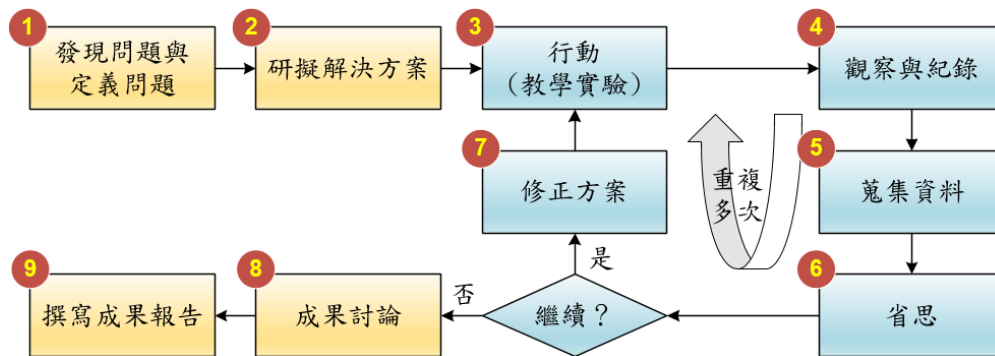 1
發現問題與
定義問題
2
研擬解決方案
3
行動
（教學實驗）
4
觀察與紀錄
5
蒐集資料
重複
多次
7
修正方案
6
省思
是
繼續？
否
8
成果討論
9
撰寫成果報告